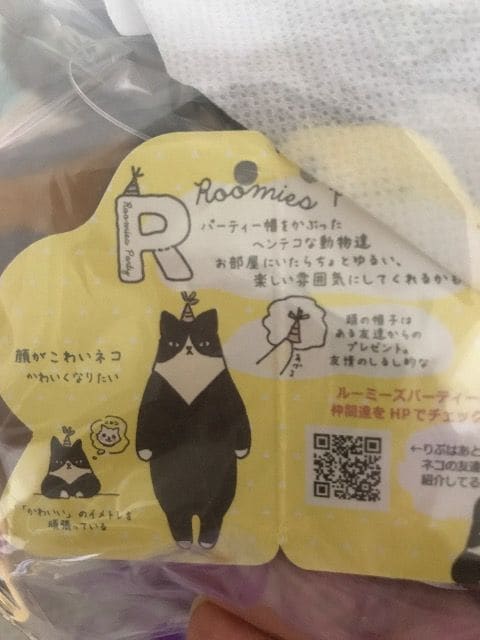 Roomies P
R
Roomies Party
パーティー帽をかぶった
ヘンテコな動物達
お部屋にいたらちょとゆるい、
楽しい雰囲気にしてくれるかも
頭の帽子は
ある友達からの
プレゼント。
友情のしるし的な
顔がこわいネコ
かわいくなりたい
ルーミーズパーティー
仲間達をHPでチェック
←りぶはあと
ネコの友達
紹介してる
「かわいい」のイメトレを
頑張っている